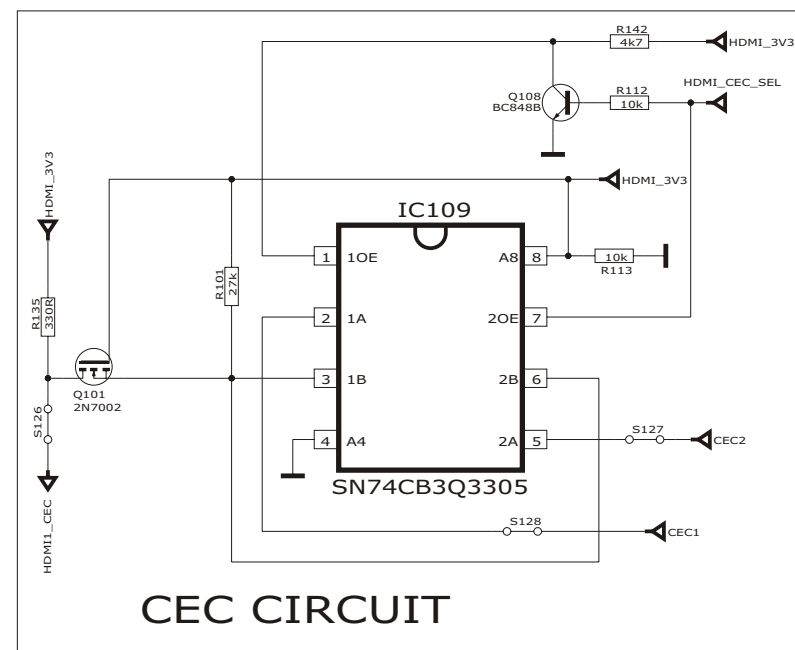 R142
4k7
HDMI_3V3
HDMI_CEC_SEL
Q108
BC848B
R112
10k
HDMI_3V3
HDMI_3V3
IC109
1 1OE A8 8
10k
R113
R101
27k
R135
330R
2 1A 2OE 7
3 1B 2B 6
Q101
2N7002
S126
4 A4 2A 5
S127
CEC2
SN74CB3Q3305
HDMI1_CEC
S128
CEC1
CEC CIRCUIT